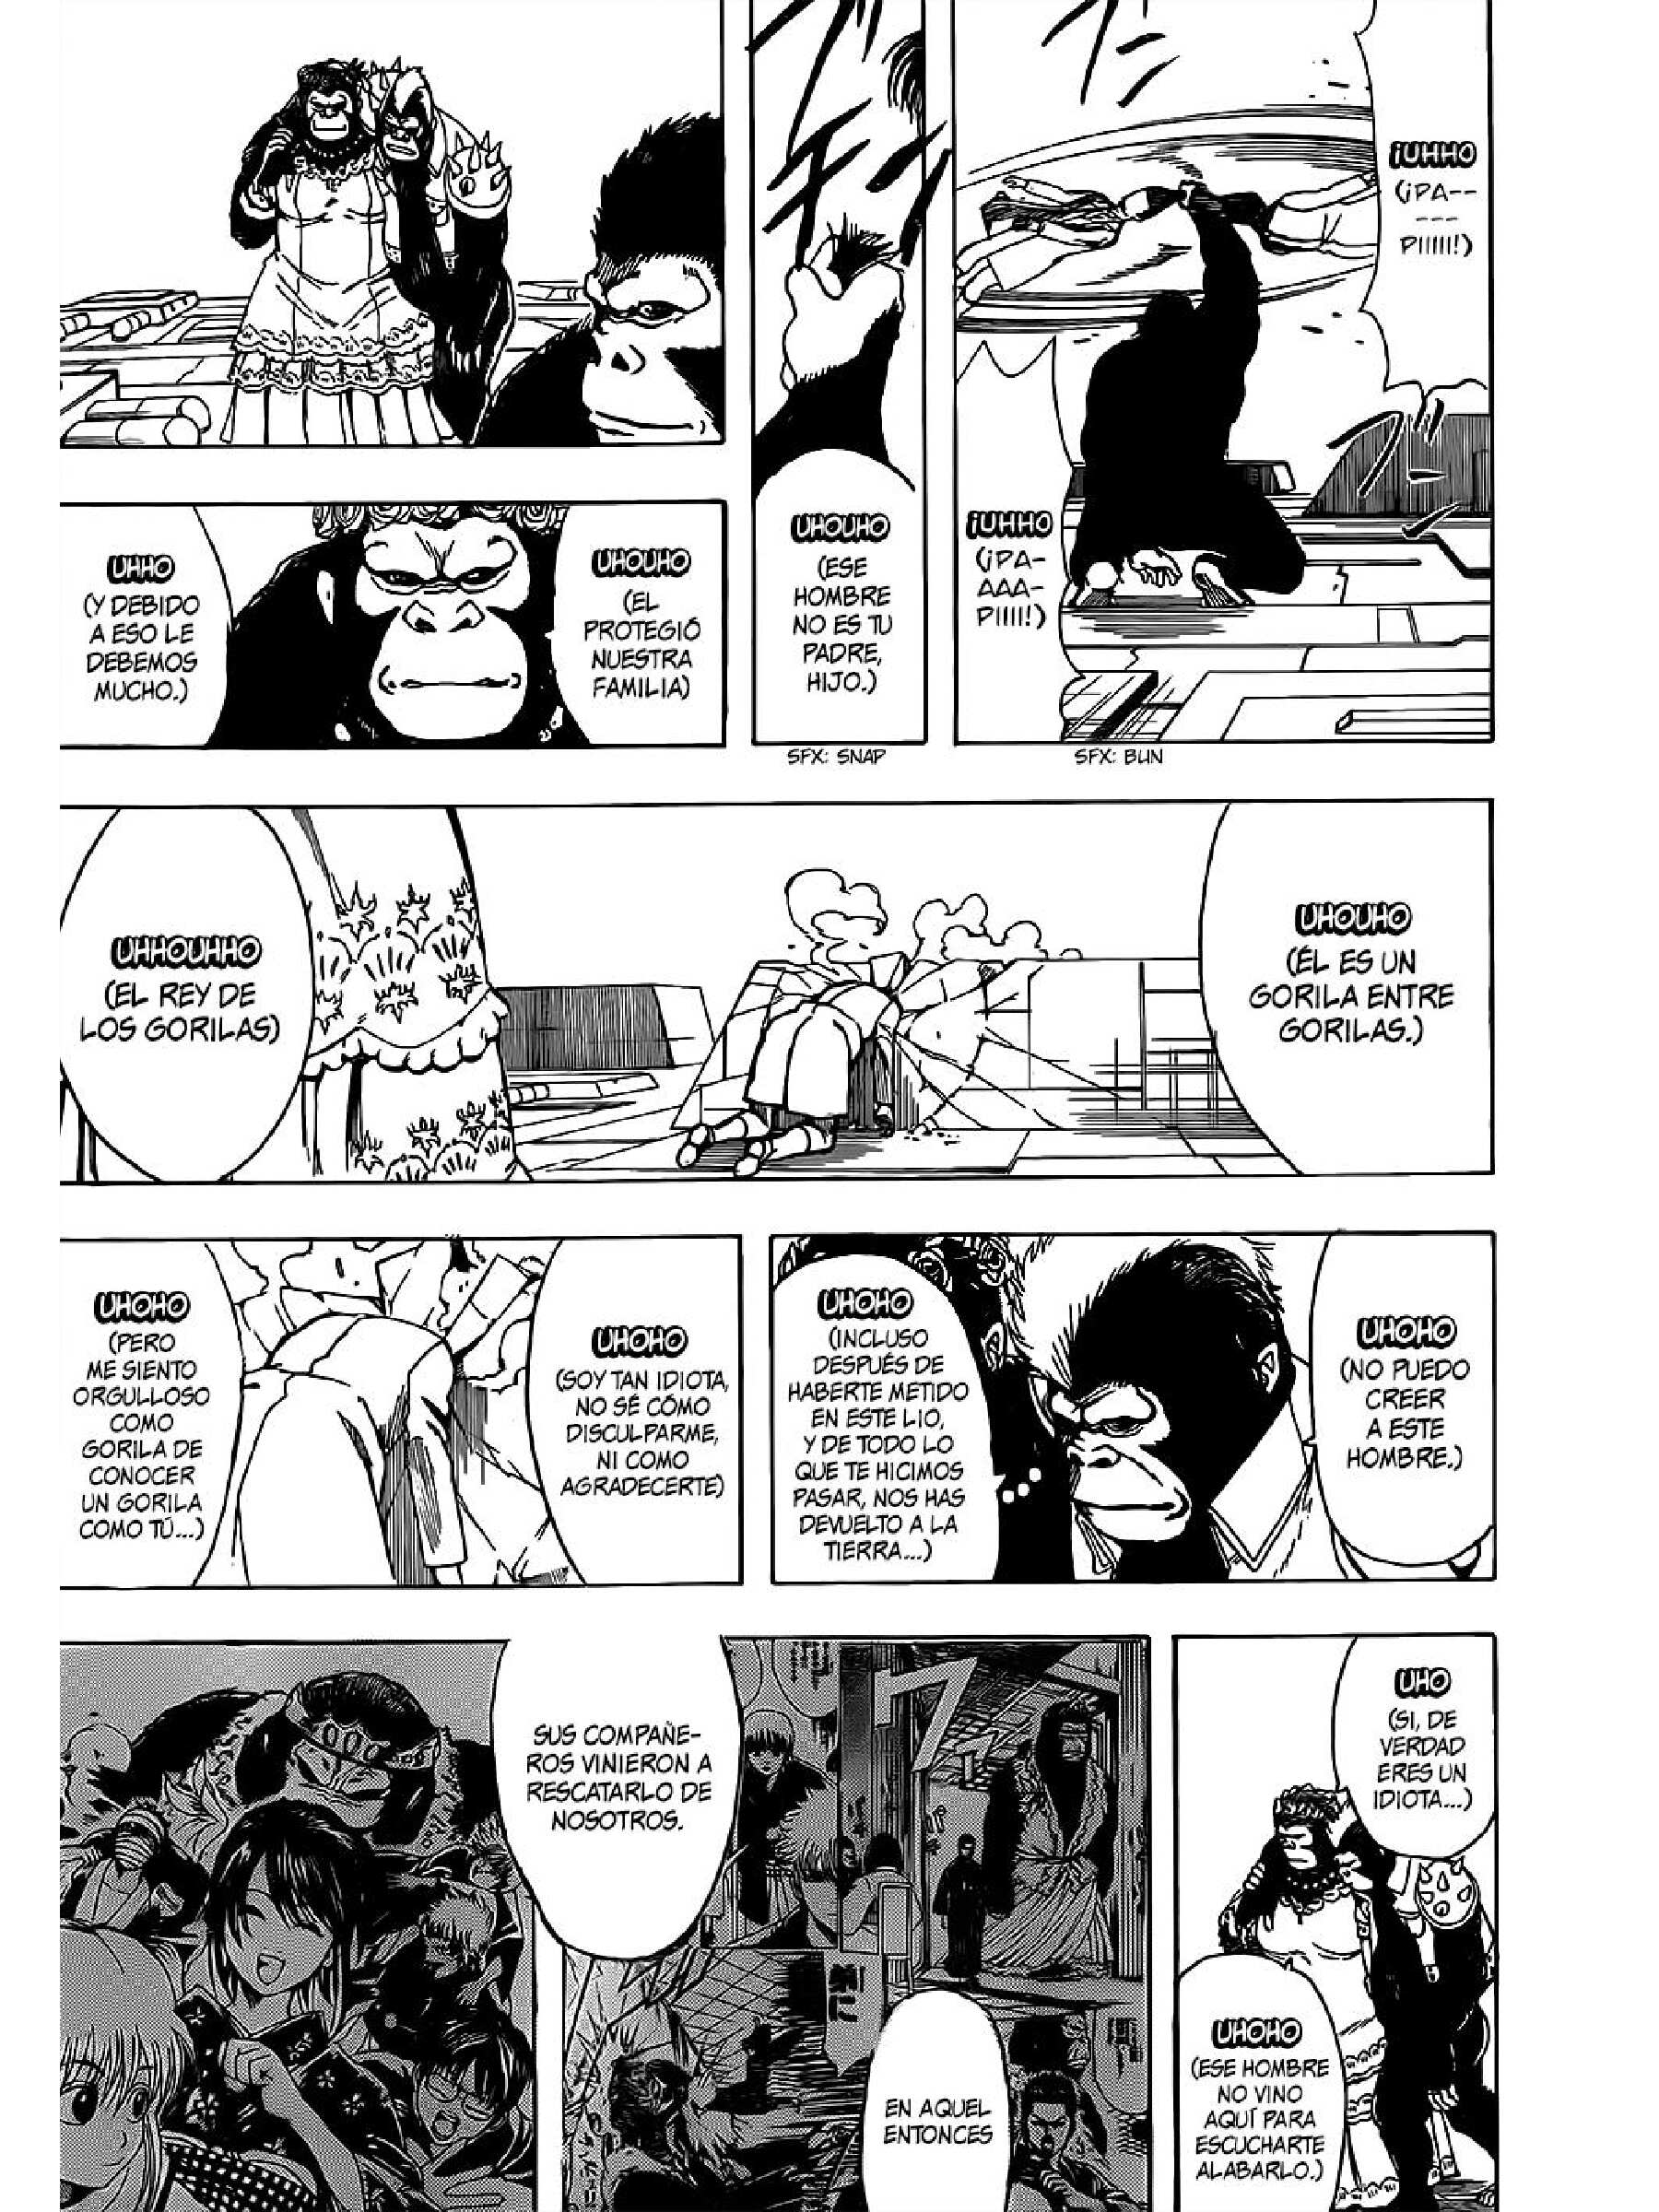 ¡UHHO
(¡PA--
---
PIIIII!)
¡UHHO
(¡PA-
AAA-
PIIII!)
SFX: BUN
UHOUHO
(ESE
HOMBRE
NO ES TU
PADRE,
HIJO.)
SFX: SNAP
UHOUHO
(EL
PROTEGIÓ
NUESTRA
FAMILIA)
UHHO
(Y DEBIDO
A ESO LE
DEBEMOS
MUCHO.)
UHOUHO
(ÉL ES UN
GORILA ENTRE
GORILAS.)
UHHOUHHO
(EL REY DE
LOS GORILAS)
UHOHO
(NO PUEDO
CREER
A ESTE
HOMBRE.)
UHOHO
(INCLUSO
DESPUÉS DE
HABERTE METIDO
EN ESTE LIO,
Y DE TODO LO
QUE TE HICIMOS
PASAR, NOS HAS
DEVUELTO A LA
TIERRA...)
UHOHO
(SOY TAN IDIOTA,
NO SÉ CÓMO
DISCULPARME,
NI COMO
AGRADECERTE)
UHOHO
(PERO
ME SIENTO
ORGULLOSO
COMO
GORILA DE
CONOCER
UN GORILA
COMO TÚ...)
UHO
(SI, DE
VERDAD
ERES UN
IDIOTA...)
UHOHO
(ESE HOMBRE
NO VINO
AQUÍ PARA
ESCUCHARTE
ALABARLO.)
EN AQUEL
ENTONCES
SUS COMPAÑE-
ROS VINIERON A
RESCATARLO DE
NOSOTROS.